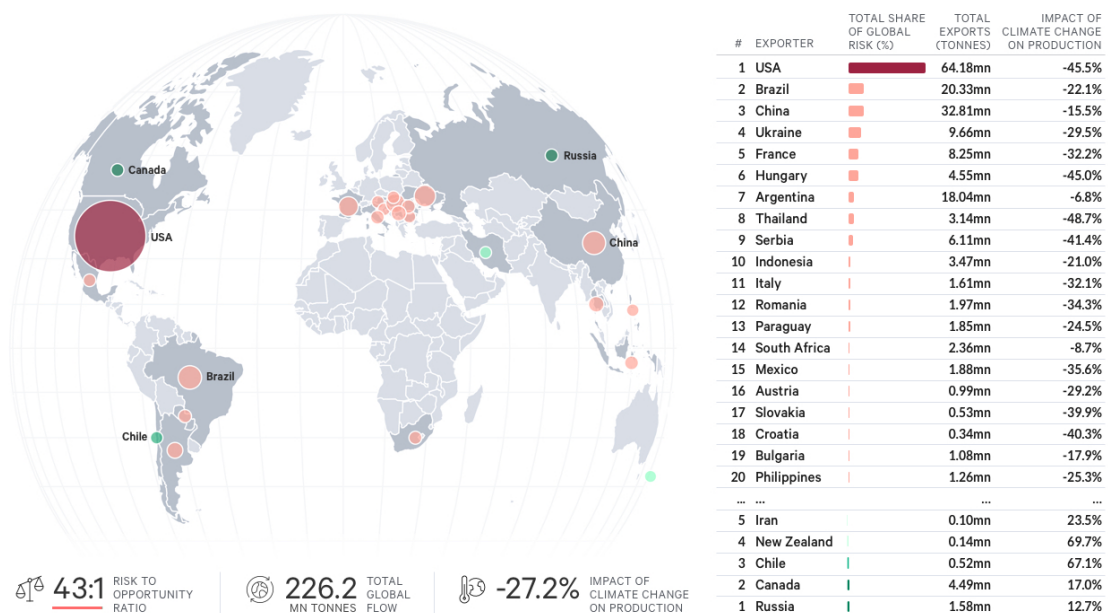 Canada
Russia
USA
China
Brazil
Chile
43:1 RISK TO OPPORTUNITY RATIO
226.2 MN TONNES TOTAL GLOBAL FLOW
-27.2% IMPACT OF CLIMATE CHANGE ON PRODUCTION
# EXPORTER TOTAL SHARE OF GLOBAL RISK (%) TOTAL EXPORTS (TONNES) IMPACT OF CLIMATE CHANGE ON PRODUCTION
1 USA 64.18mn -45.5%
2 Brazil 20.33mn -22.1%
3 China 32.81mn -15.5%
4 Ukraine 9.66mn -29.5%
5 France 8.25mn -32.2%
6 Hungary 4.55mn -45.0%
7 Argentina 18.04mn -6.8%
8 Thailand 3.14mn -48.7%
9 Serbia 6.11mn -41.4%
10 Indonesia 3.47mn -21.0%
11 Italy 1.61mn -32.1%
12 Romania 1.97mn -34.3%
13 Paraguay 1.85mn -24.5%
14 South Africa 2.36mn -8.7%
15 Mexico 1.88mn -35.6%
16 Austria 0.99mn -29.2%
17 Slovakia 0.53mn -39.9%
18 Croatia 0.34mn -40.3%
19 Bulgaria 1.08mn -17.9%
20 Philippines 1.26mn -25.3%
... ... ... ...
5 Iran 0.10mn 23.5%
4 New Zealand 0.14mn 69.7%
3 Chile 0.52mn 67.1%
2 Canada 4.49mn 17.0%
1 Russia 1.58mn 12.7%